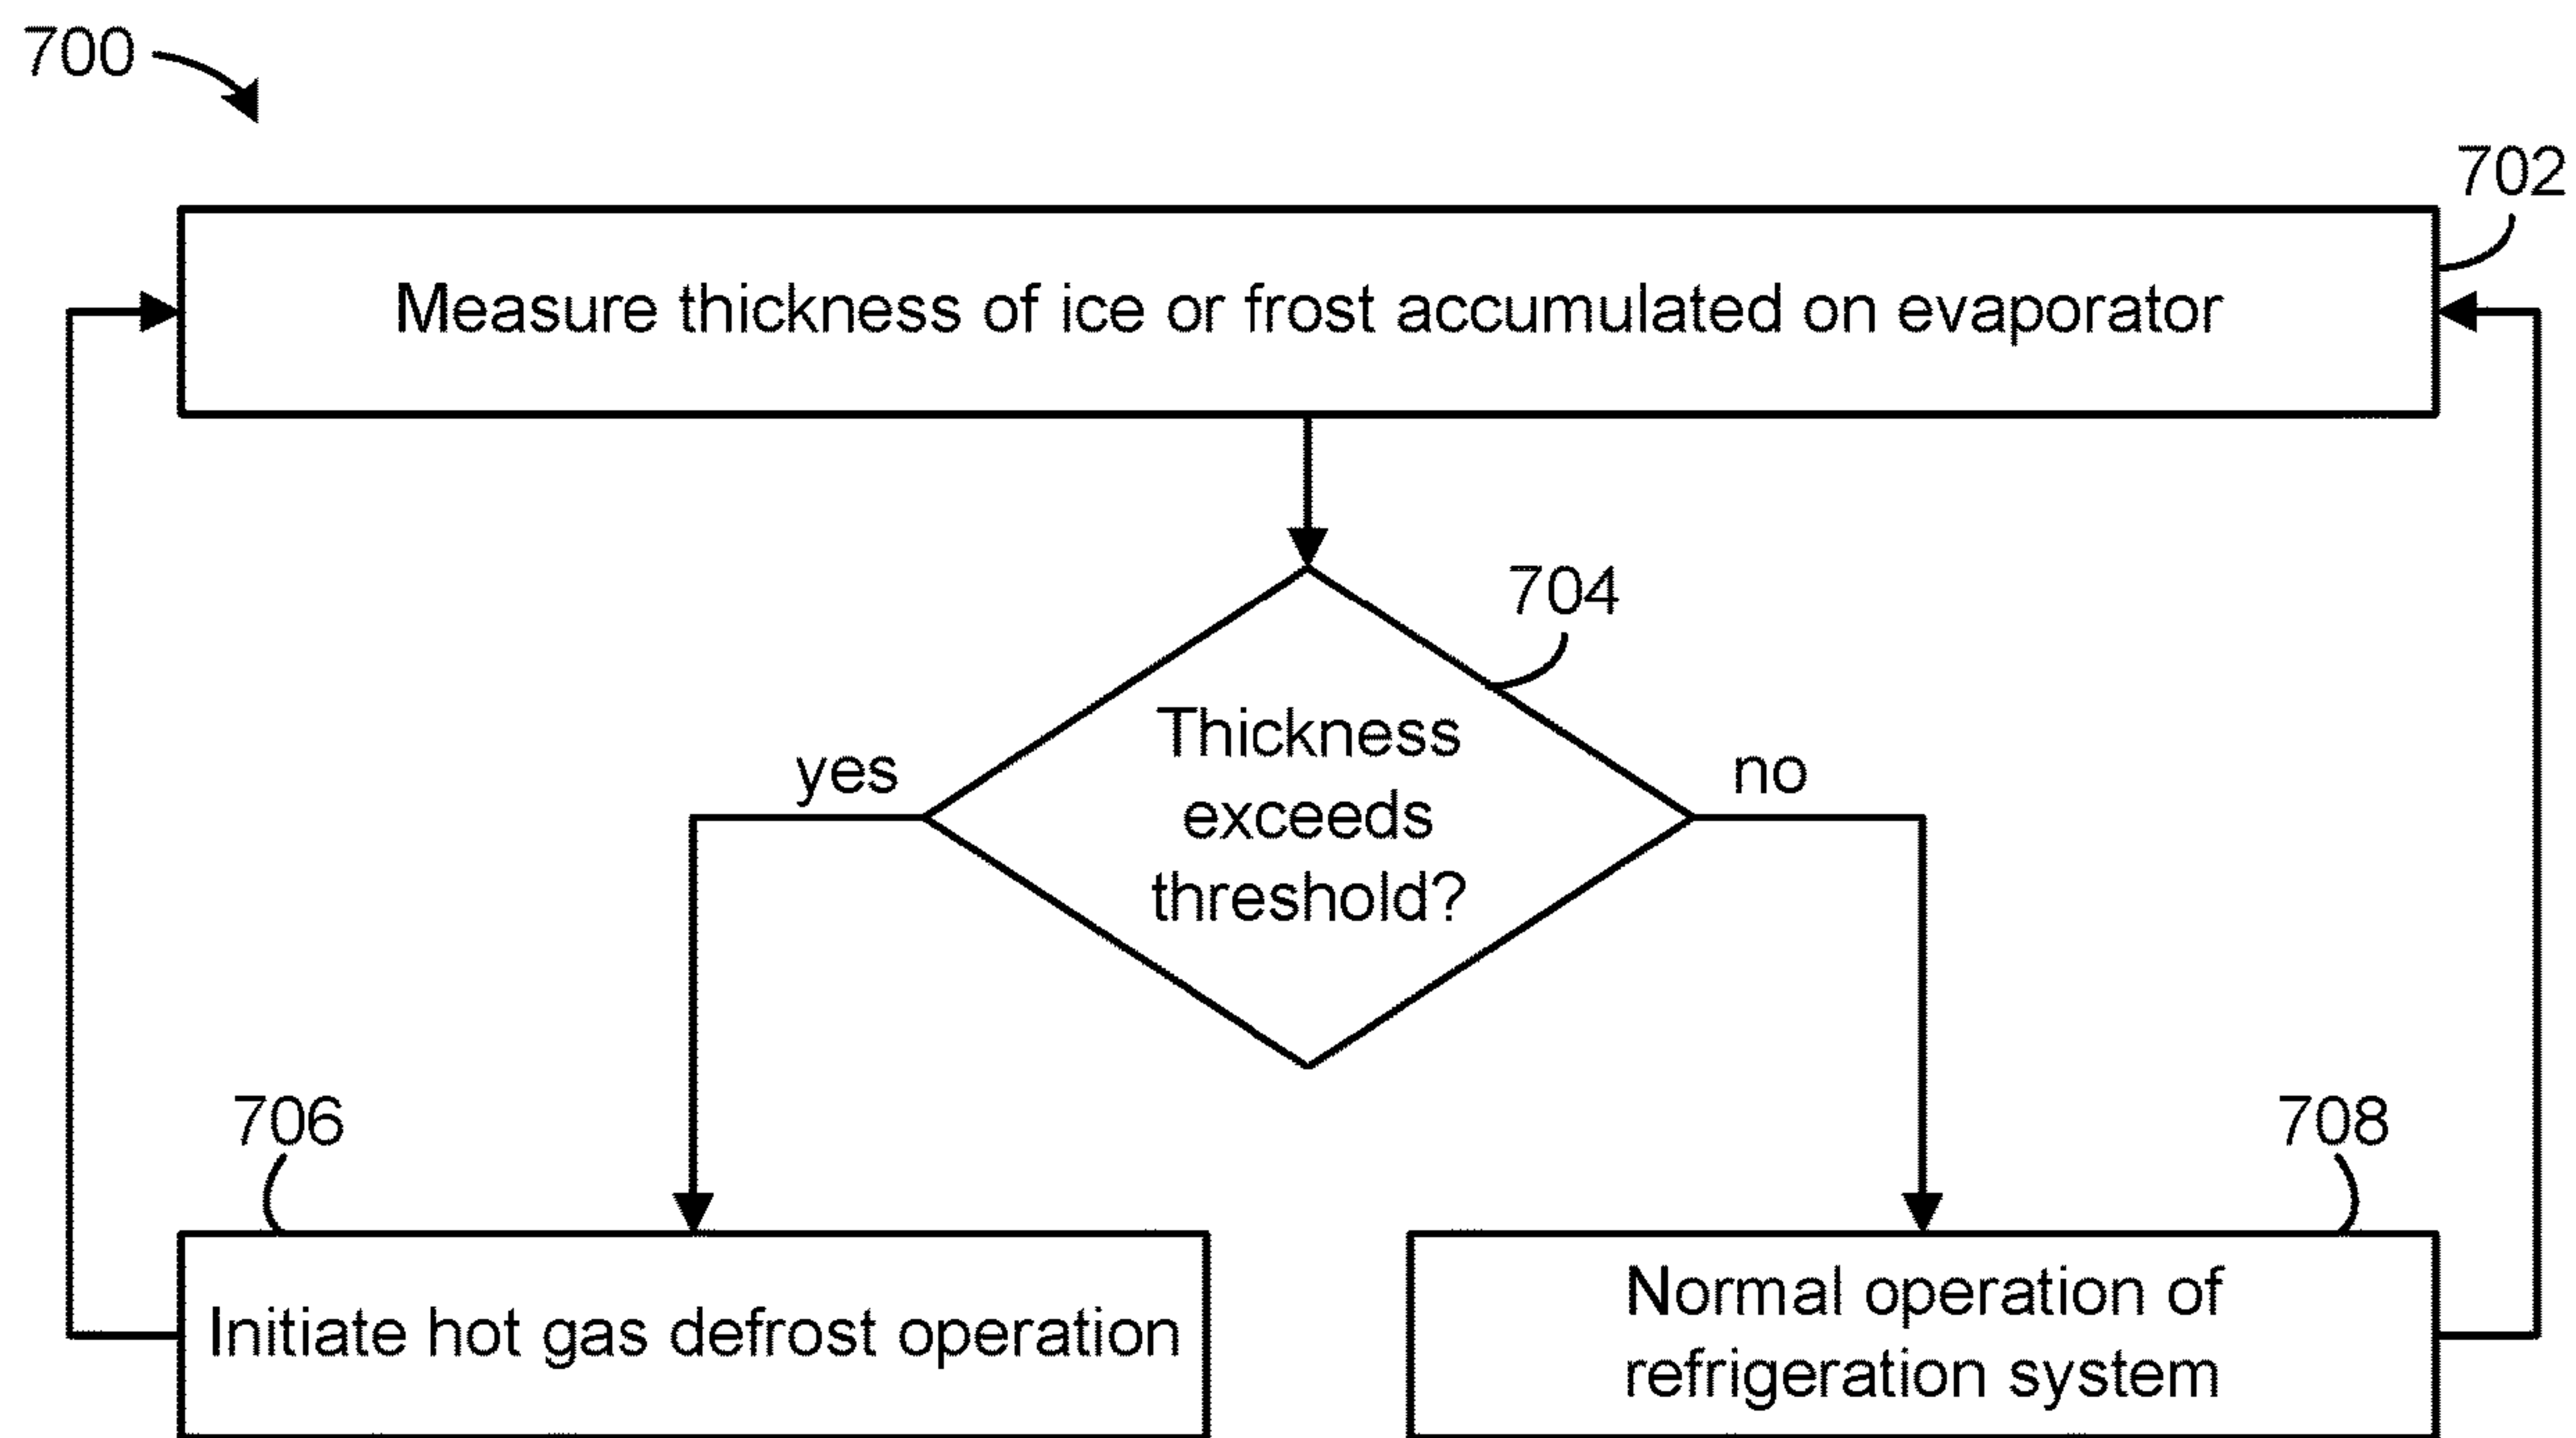 700
702
Measure thickness of ice or frost accumulated on evaporator
704
Thickness
exceeds
threshold?
yes
no
706
708
Initiate hot gas defrost operation
Normal operation of
refrigeration system